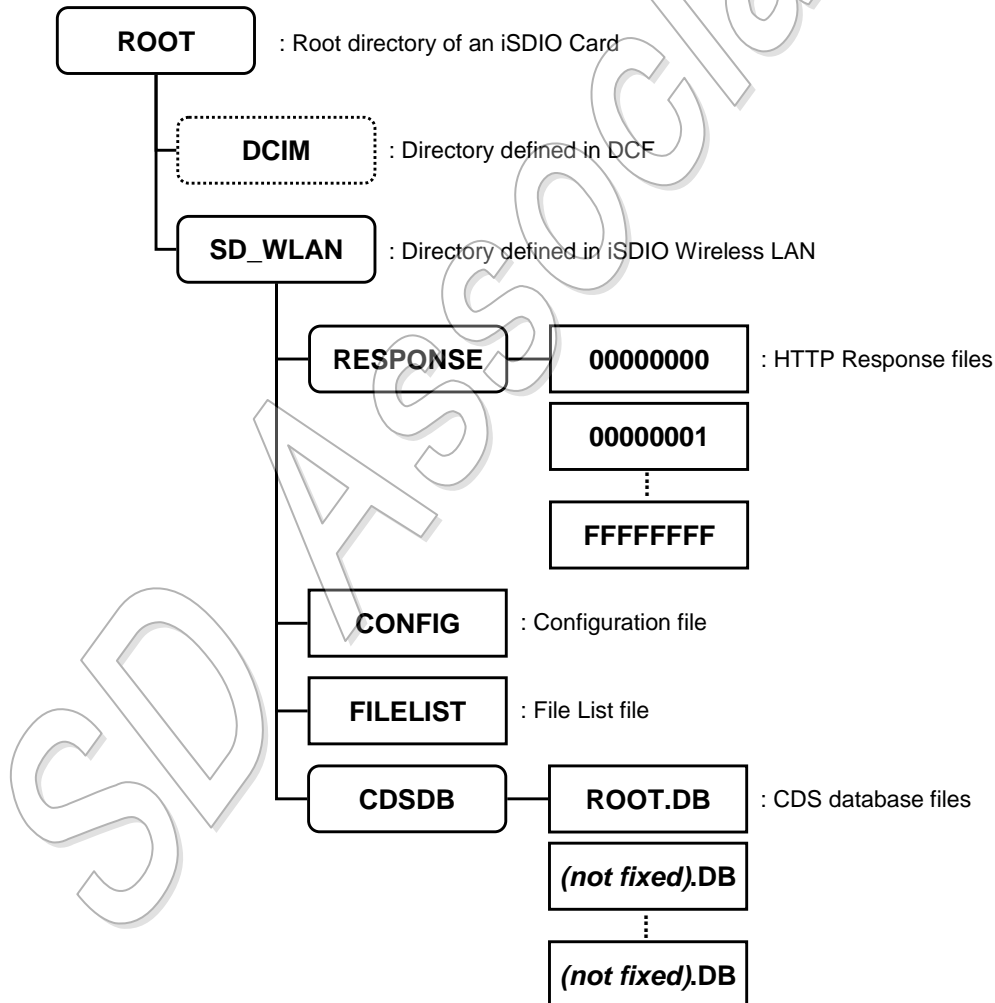 ROOT : Root directory of an iSDIO Card
DCIM : Directory defined in DCF
SD_WLAN : Directory defined in iSDIO Wireless LAN
RESPONSE 00000000 : HTTP Response files
00000001
FFFFFFFF
CONFIG : Configuration file
FILELIST : File List file
CDSDB ROOT.DB : CDS database files
(not fixed).DB
(not fixed).DB
SD Associa